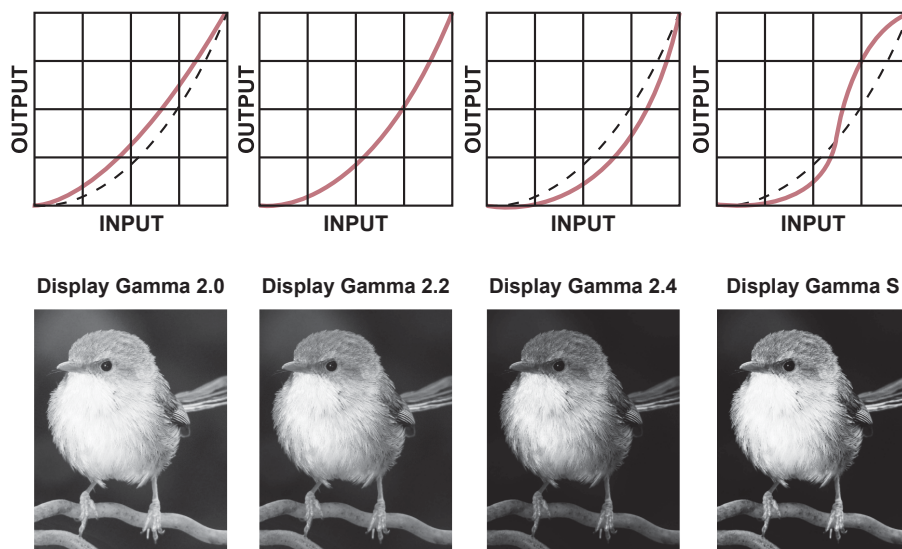 OUTPUT
INPUT
OUTPUT
INPUT
OUTPUT
INPUT
OUTPUT
INPUT
Display Gamma 2.0
Display Gamma 2.2
Display Gamma 2.4
Display Gamma S